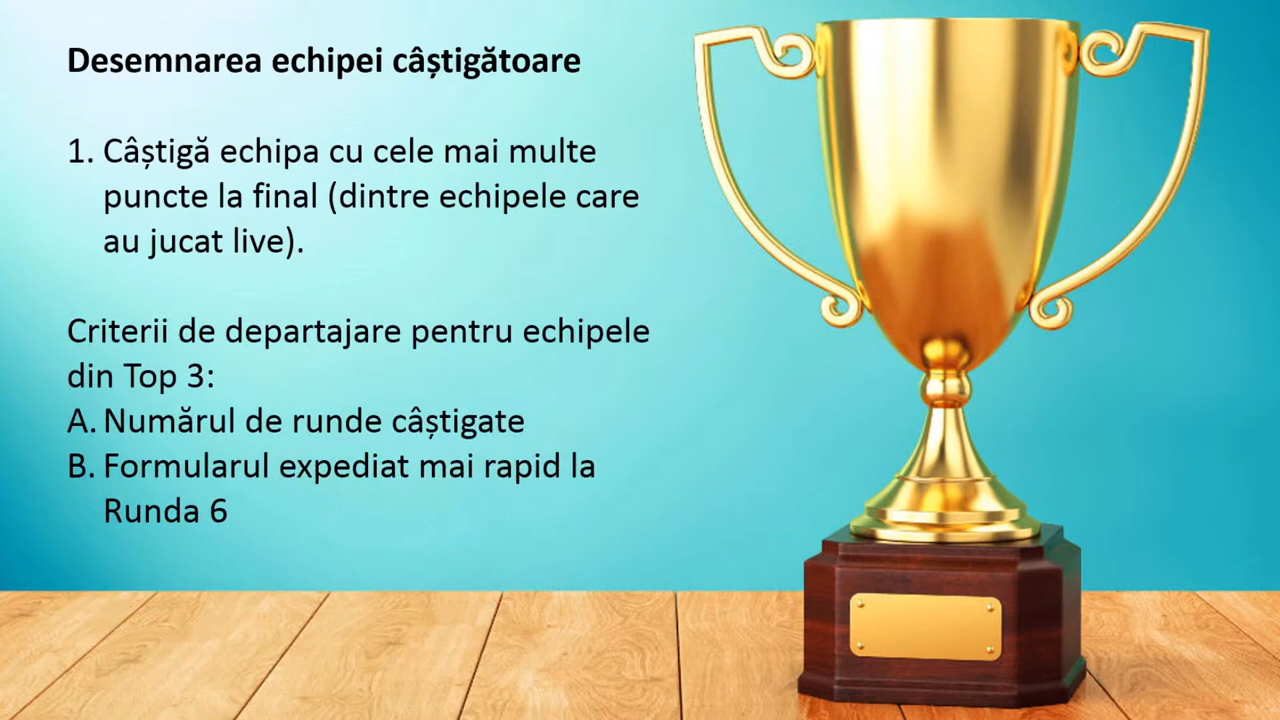 Desemnarea echipei câștigătoare
1. Câștigă echipa cu cele mai multe
puncte la final (dintre echipele care
au jucat live).
Criterii de departajare pentru echipele
din Top 3:
A. Numărul de runde câștigate
B. Formularul expediat mai rapid la
Runda 6